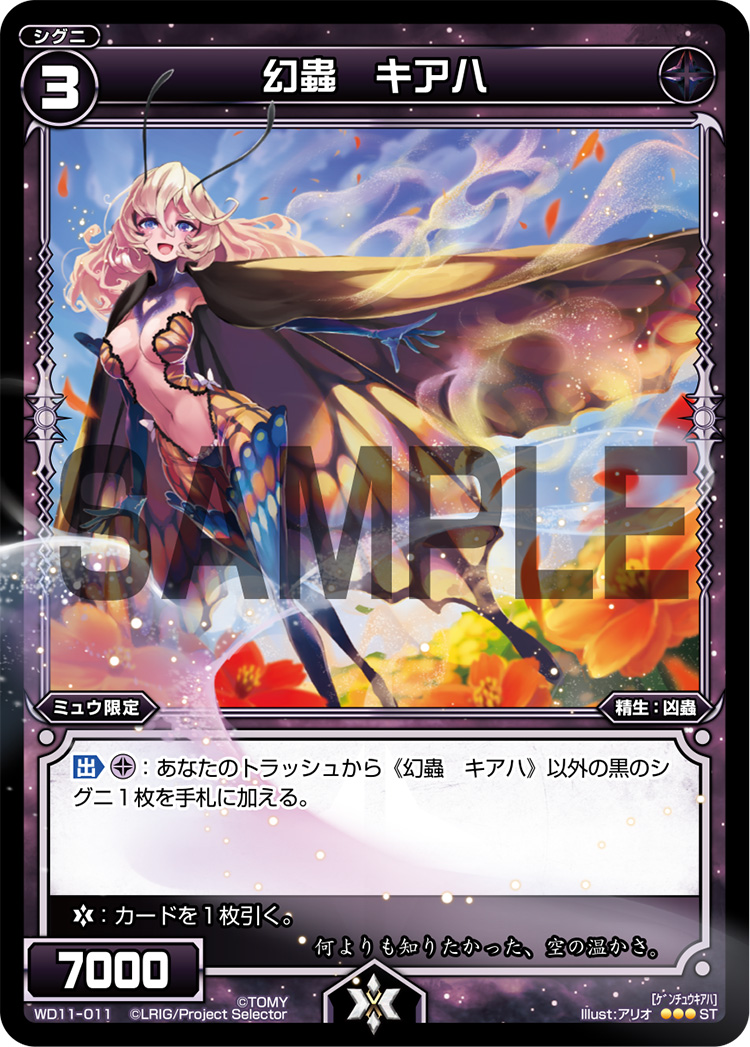 シグニ
3
幻蟲　キアハ
SAMPLE
ミュウ限定
精生：凶蟲
出：あなたのトラッシュから《幻蟲　キアハ》以外の黒のシ
グニ１枚を手札に加える。
：カードを１枚引く。
何よりも知りたかった、空の温かさ。
7000
©TOMY
[ｹﾞﾝﾁｭｳｷｱﾊ]
WD11-011 ©LRIG/Project Selector
Illust:アリオ
ST